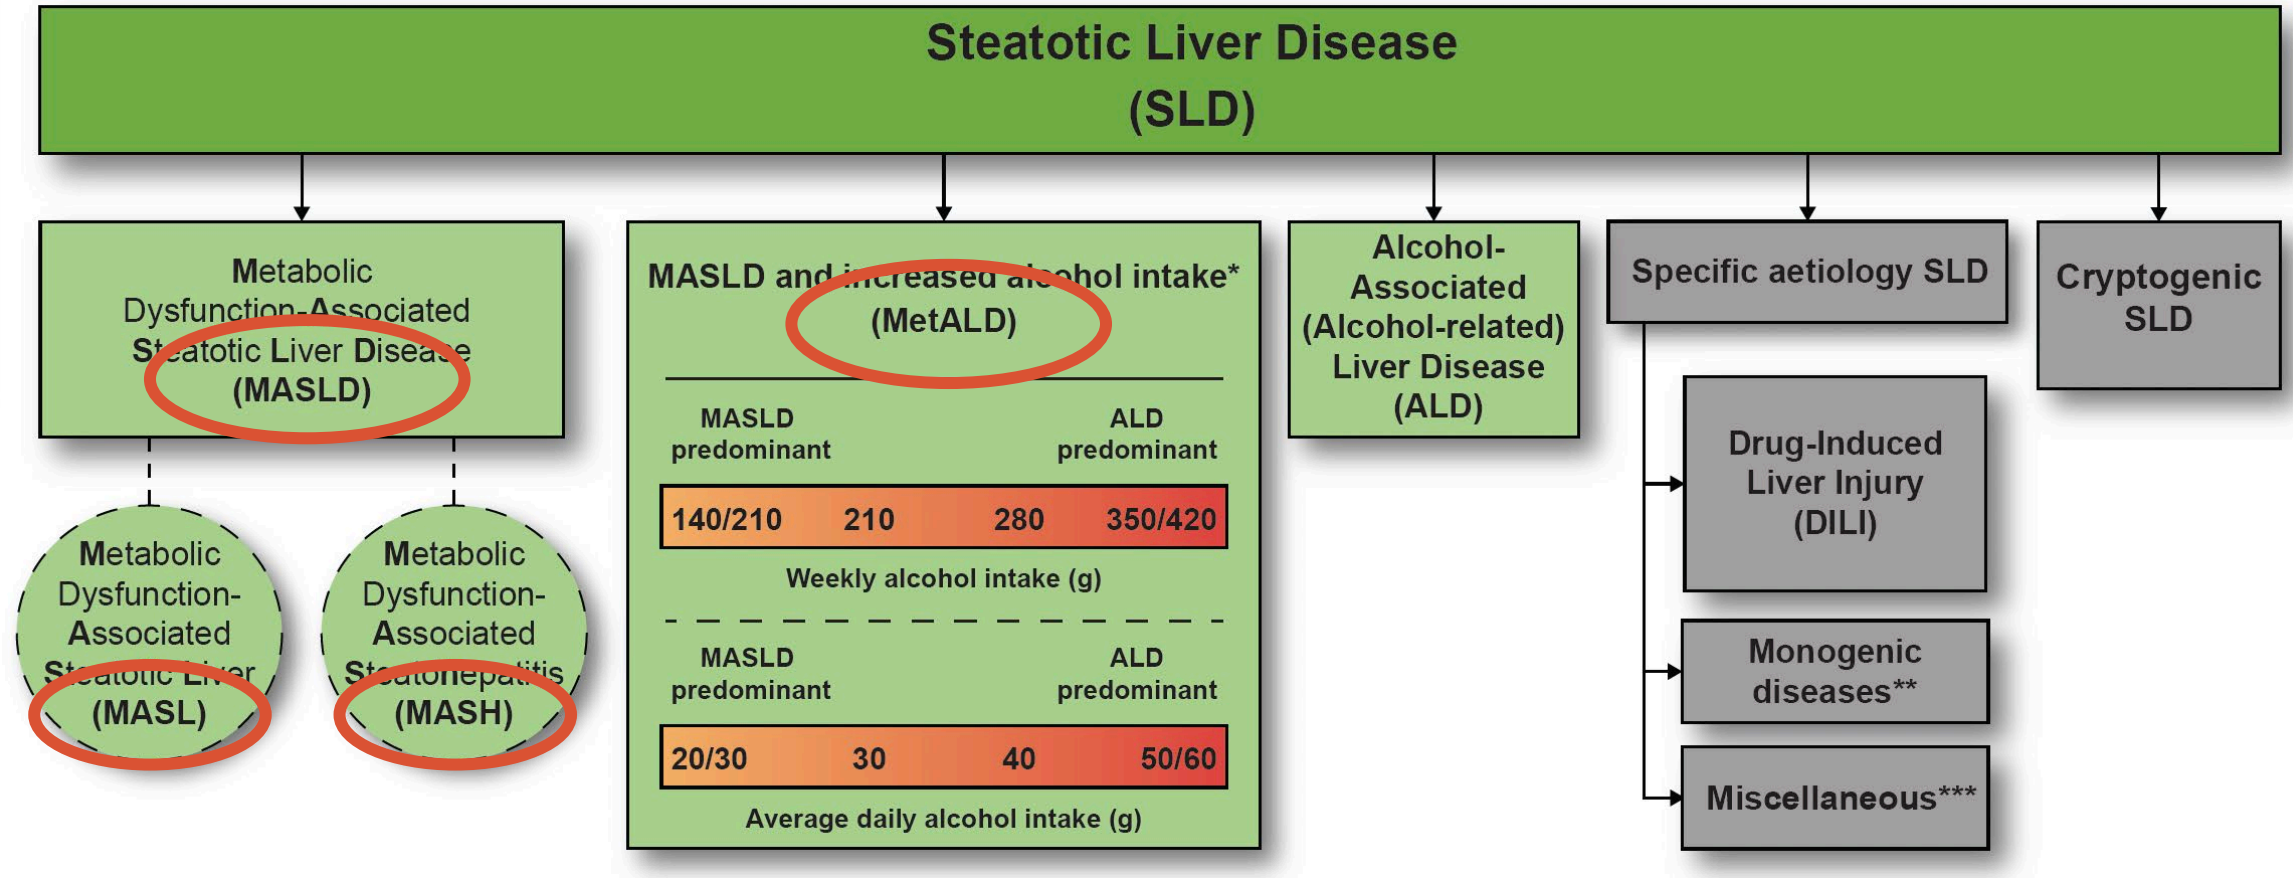 Steatotic Liver Disease
(SLD)
Metabolic
Dysfunction-Associated
Steatotic Liver Disease
(MASLD)
Metabolic
Dysfunction-
Associated
Steatotic Liver
(MASL)
Metabolic
Dysfunction-
Associated
Steatohepatitis
(MASH)
MASLD and increased alcohol intake*
(MetALD)
MASLD predominant
ALD predominant
140/210 210 280 350/420
Weekly alcohol intake (g)
MASLD predominant
ALD predominant
20/30 30 40 50/60
Average daily alcohol intake (g)
Alcohol-
Associated
(Alcohol-related)
Liver Disease
(ALD)
Specific aetiology SLD
Drug-Induced
Liver Injury
(DILI)
Monogenic
diseases**
Miscellaneous***
Cryptogenic
SLD